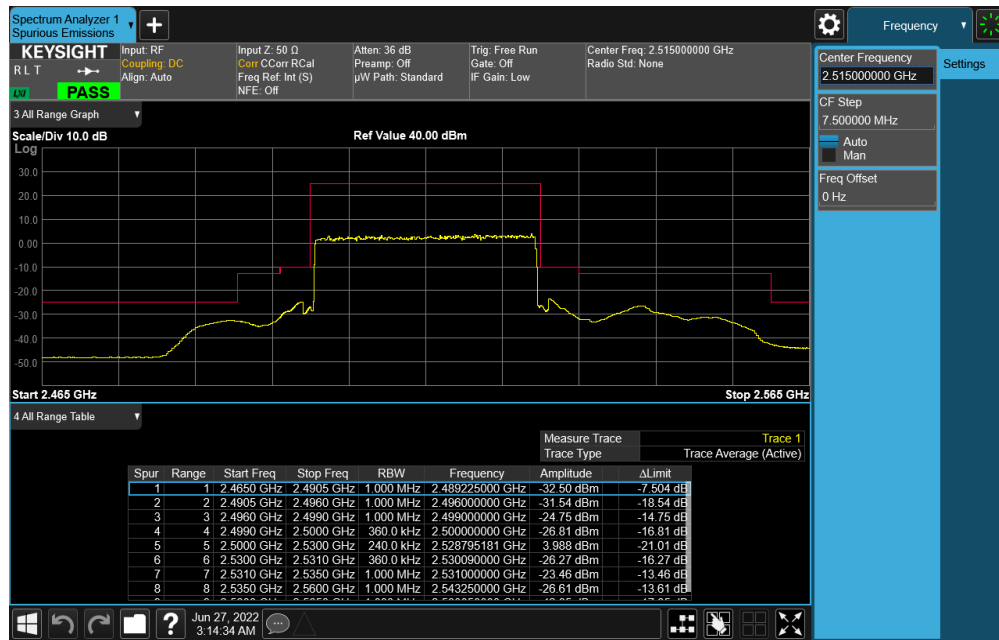 Spectrum Analyzer 1
Spurious Emissions
+
Frequency
KEYSIGHT
R L T
LXI
PASS
Input: RF
Coupling: DC
Align: Auto
Input Z: 50 Ω
Corr CCorr RCal
Freq Ref: Int (S)
NFE: Off
Atten: 36 dB
Preamp: Off
µW Path: Standard
Trig: Free Run
Gate: Off
IF Gain: Low
Center Freq: 2.515000000 GHz
Radio Std: None
Center Frequency
2.515000000 GHz
Settings
CF Step
7.500000 MHz
Auto
Man
Freq Offset
0 Hz
3 All Range Graph
Scale/Div 10.0 dB
Ref Value 40.00 dBm
Log
30.0
20.0
10.0
0.00
-10.0
-20.0
-30.0
-40.0
-50.0
Start 2.465 GHz
Stop 2.565 GHz
4 All Range Table
Measure Trace Trace 1
Trace Type Trace Average (Active)
Spur Range Start Freq Stop Freq RBW Frequency Amplitude ΔLimit
1 1 2.4650 GHz 2.4905 GHz 1.000 MHz 2.489225000 GHz -32.50 dBm -7.504 dB
2 2 2.4905 GHz 2.4960 GHz 1.000 MHz 2.496000000 GHz -31.54 dBm -18.54 dB
3 3 2.4960 GHz 2.4990 GHz 1.000 MHz 2.499000000 GHz -24.75 dBm -14.75 dB
4 4 2.4990 GHz 2.5000 GHz 360.0 kHz 2.500000000 GHz -26.81 dBm -16.81 dB
5 5 2.5000 GHz 2.5300 GHz 240.0 kHz 2.528795181 GHz 3.988 dBm -21.01 dB
6 6 2.5300 GHz 2.5310 GHz 360.0 kHz 2.530090000 GHz -26.27 dBm -16.27 dB
7 7 2.5310 GHz 2.5350 GHz 1.000 MHz 2.531000000 GHz -23.46 dBm -13.46 dB
8 8 2.5350 GHz 2.5600 GHz 1.000 MHz 2.543250000 GHz -26.61 dBm -13.61 dB
?
Jun 27, 2022
3:14:34 AM